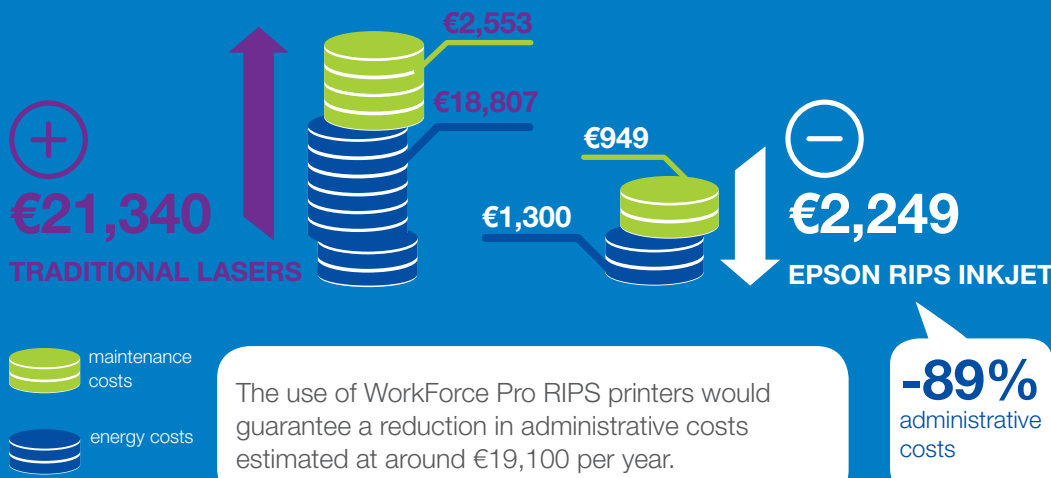 €2,553
€18,807
€21,340
TRADITIONAL LASERS
€949
€1,300
€2,249
EPSON RIPS INKJET
maintenance
costs
energy costs
The use of WorkForce Pro RIPS printers would
guarantee a reduction in administrative costs
estimated at around €19,100 per year.
-89%
administrative
costs